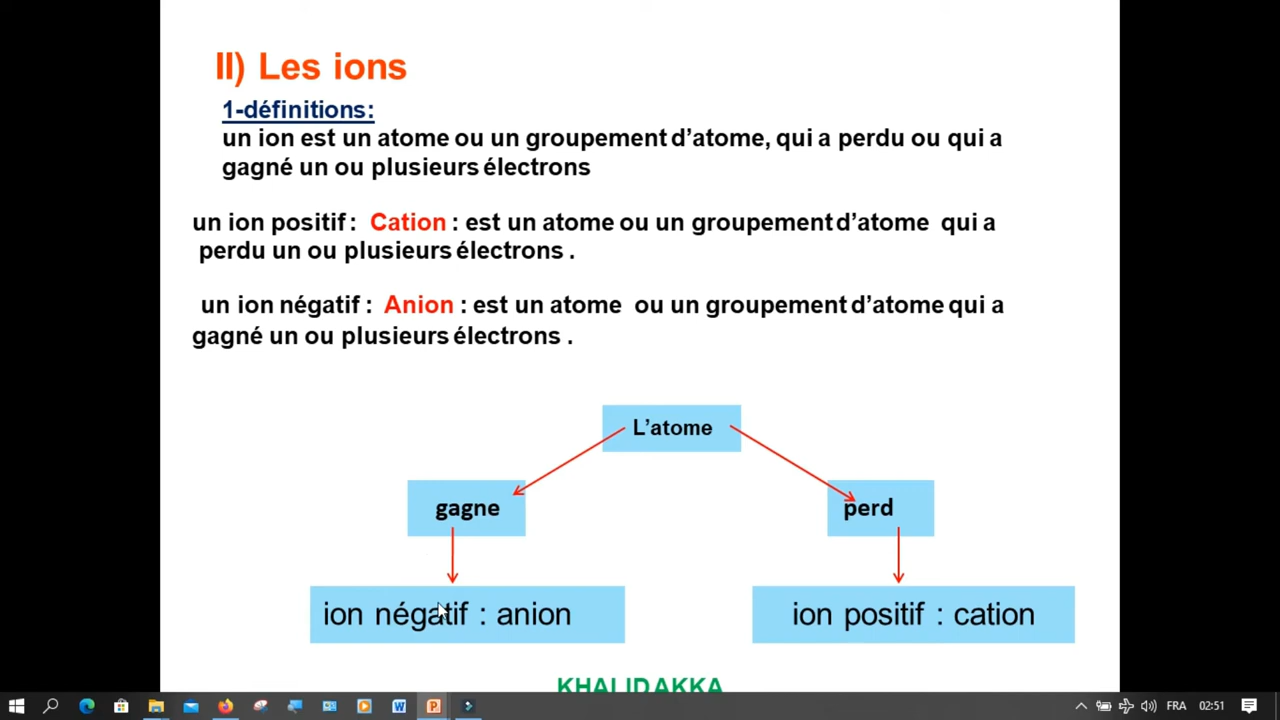 II) Les ions
1-définitions:
un ion est un atome ou un groupement d’atome, qui a perdu ou qui a
gagné un ou plusieurs électrons
un ion positif : Cation : est un atome ou un groupement d’atome qui a
perdu un ou plusieurs électrons .
un ion négatif : Anion : est un atome ou un groupement d’atome qui a
gagné un ou plusieurs électrons .
L’atome
gagne
perd
ion négatif : anion
ion positif : cation
KHALID AKKA
FRA
02:51